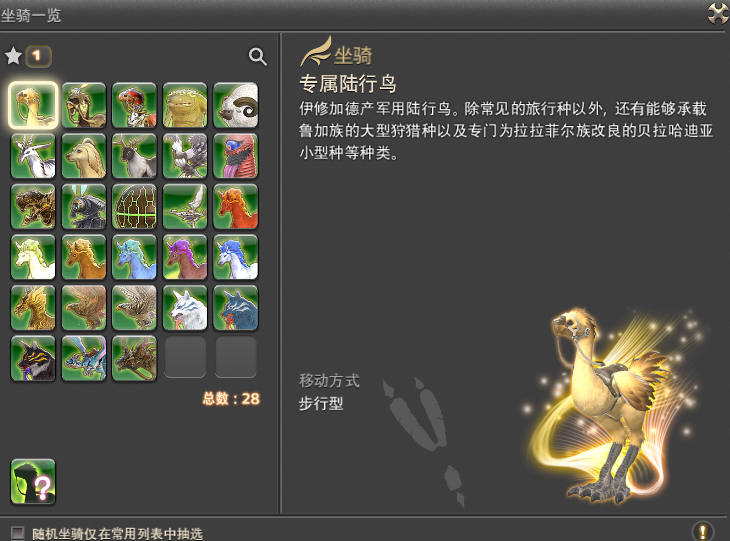 坐骑一览
1
坐骑
专属陆行鸟
伊修加德产军用陆行鸟。除常见的旅行种以外，还有能够承载
鲁加族的大型狩猎种以及专门为拉拉菲尔族改良的贝拉哈迪亚
小型种等种类。
总数：28
移动方式
步行型
?
随机坐骑仅在常用列表中抽选
!